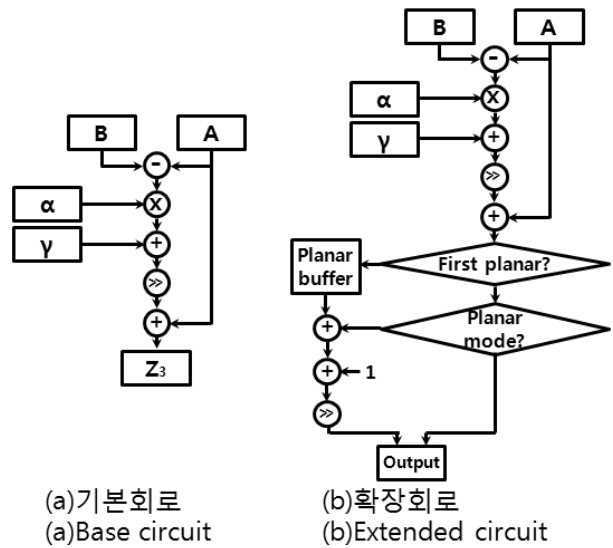 B A
-
α
X
γ
+
>>
+
Z₃
B A
-
α
X
γ
+
>>
+
First planar?
Planar
buffer
Planar
mode?
+
+
1
>>
Output
(a)기본회로
(a)Base circuit
(b)확장회로
(b)Extended circuit